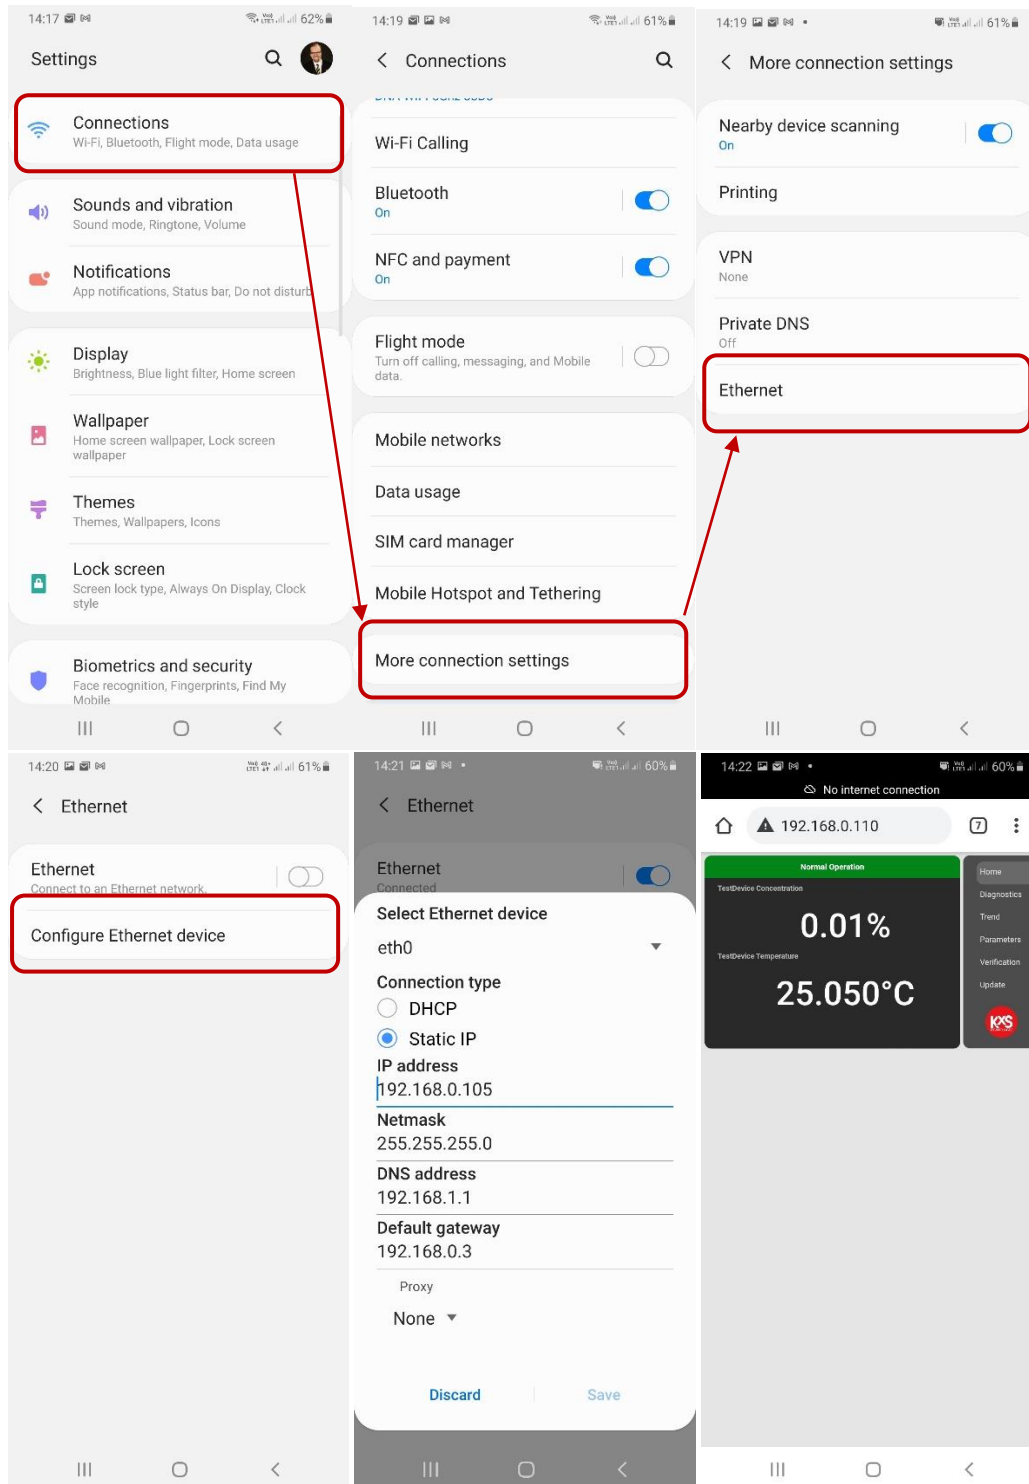 14:17
62%
Settings
Connections
Wi-Fi, Bluetooth, Flight mode, Data usage
Sounds and vibration
Sound mode, Ringtone, Volume
Notifications
App notifications, Status bar, Do not disturb
Display
Brightness, Blue light filter, Home screen
Wallpaper
Home screen wallpaper, Lock screen
wallpaper
Themes
Themes, Wallpapers, Icons
Lock screen
Screen lock type, Always On Display, Clock
style
Biometrics and security
Face recognition, Fingerprints, Find My
Mobile
14:19
61%
Connections
Wi-Fi Calling
Bluetooth
On
NFC and payment
On
Flight mode
Turn off calling, messaging, and Mobile
data.
Mobile networks
Data usage
SIM card manager
Mobile Hotspot and Tethering
More connection settings
14:19
61%
More connection settings
Nearby device scanning
On
Printing
VPN
None
Private DNS
Off
Ethernet
14:20
61%
Ethernet
Ethernet
Connect to an Ethernet network.
Configure Ethernet device
14:21
60%
Ethernet
Ethernet
Connected
Select Ethernet device
eth0
Connection type
DHCP
Static IP
IP address
192.168.0.105
Netmask
255.255.255.0
DNS address
192.168.1.1
Default gateway
192.168.0.3
Proxy
None
Discard
Save
14:22
60%
No internet connection
192.168.0.110
7
Normal Operation
TestDevice Concentration
0.01%
TestDevice Temperature
25.050°C
Home
Diagnostics
Trend
Parameters
Verification
Update
KXS